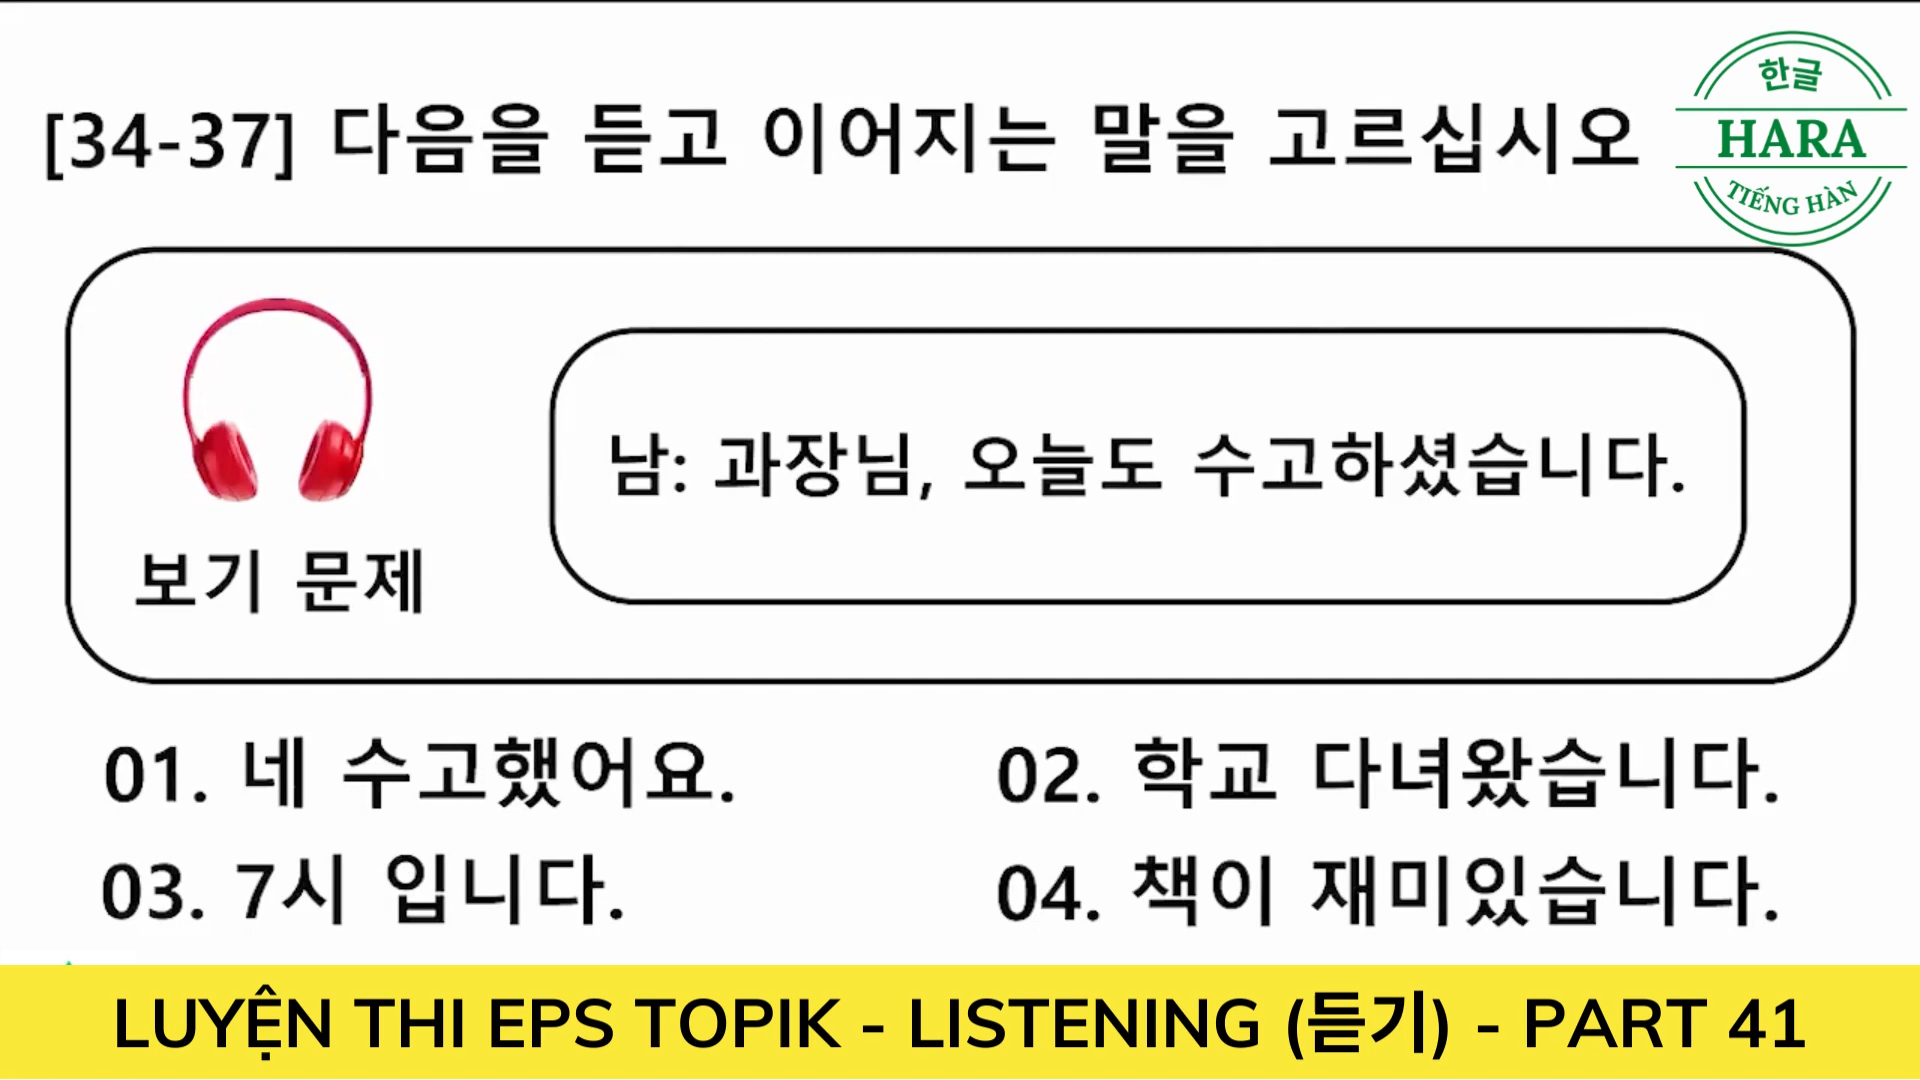 [34-37] 다음을 듣고 이어지는 말을 고르십시오
한글
HARA
TIẾNG HÀN
남: 과장님, 오늘도 수고하셨습니다.
보기 문제
01. 네 수고했어요.
02. 학교 다녀왔습니다.
03. 7시 입니다.
04. 책이 재미있습니다.
LUYỆN THI EPS TOPIK - LISTENING (듣기) - PART 41